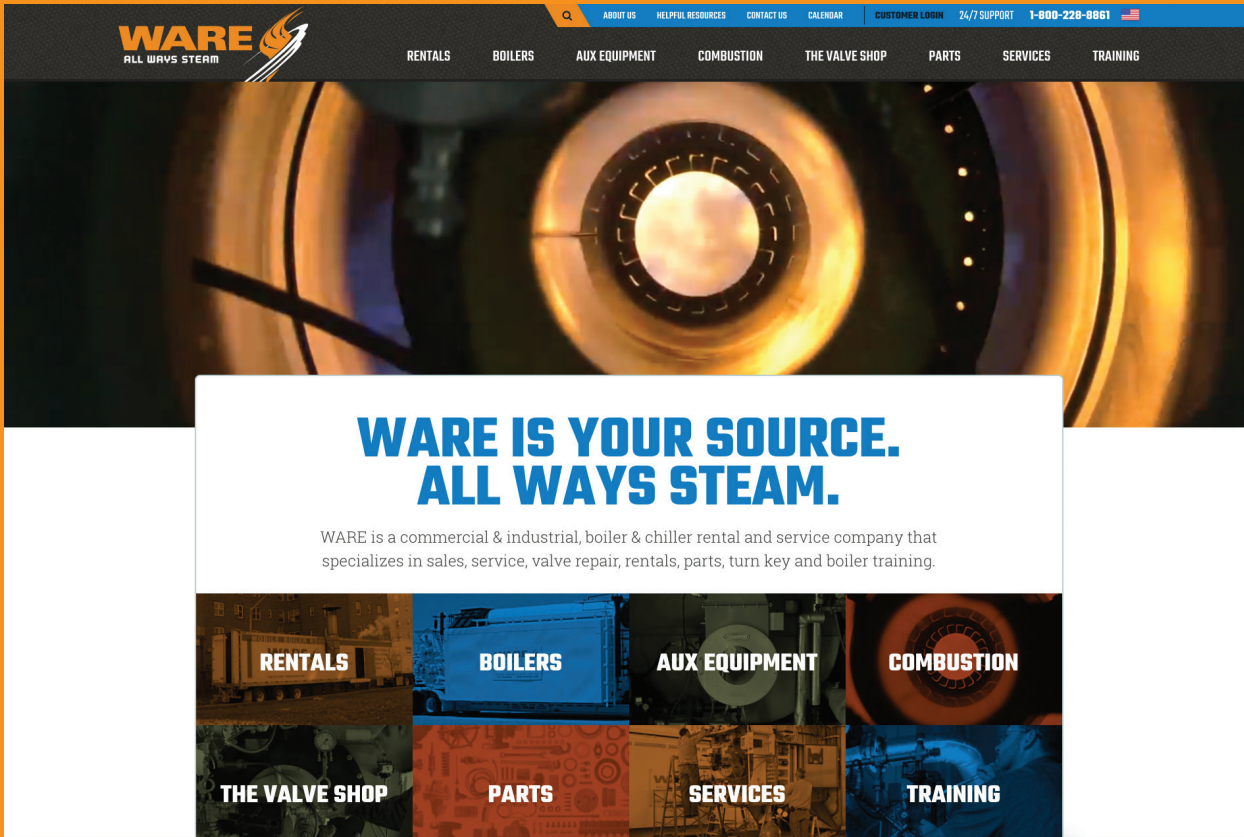 WARE
ALL WAYS STEAM
ABOUT US
HELPFUL RESOURCES
CONTACT US
CALENDAR
CUSTOMER LOGIN
24/7 SUPPORT
1-800-228-8861
RENTALS
BOILERS
AUX EQUIPMENT
COMBUSTION
THE VALVE SHOP
PARTS
SERVICES
TRAINING
WARE IS YOUR SOURCE.
ALL WAYS STEAM.
WARE is a commercial & industrial, boiler & chiller rental and service company that
specializes in sales, service, valve repair, rentals, parts, turn key and boiler training.
RENTALS
BOILERS
AUX EQUIPMENT
COMBUSTION
THE VALVE SHOP
PARTS
SERVICES
TRAINING